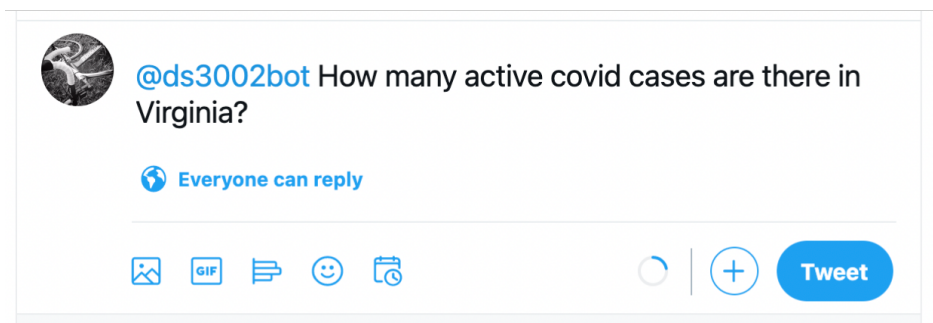 @ds3002bot How many active covid cases are there in
Virginia?
Everyone can reply
GIF
Tweet